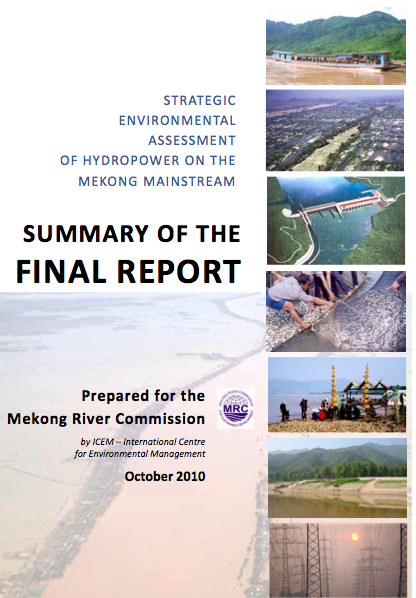 STRATEGIC
ENVIRONMENTAL
ASSESSMENT
OF HYDROPOWER ON THE
MEKONG MAINSTREAM
SUMMARY OF THE
FINAL REPORT
Prepared for the
Mekong River Commission
MRC
by ICEM – International Centre
for Environmental Management
October 2010